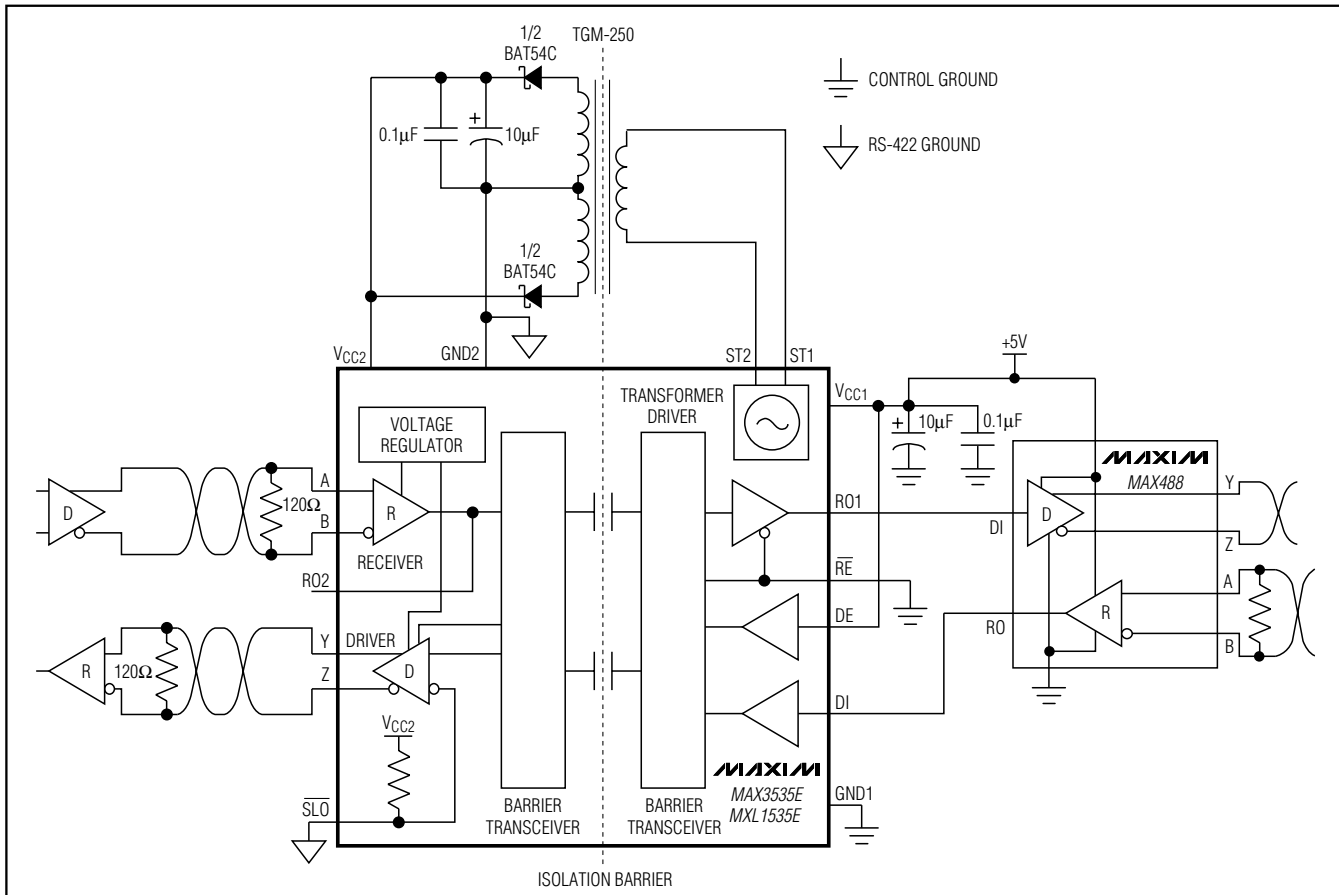 1/2
BAT54C
TGM-250
CONTROL GROUND
RS-422 GROUND
0.1µF
+
10µF
1/2
BAT54C
VCC2
GND2
ST2
ST1
+5V
VCC1
+
10µF
0.1µF
VOLTAGE
REGULATOR
TRANSFORMER
DRIVER
MAXIM
MAX488
A
B
120Ω
D
R
RECEIVER
RO2
RO1
DI
D
Y
Z
RE
DE
A
B
R
RO
Y
Z
DRIVER
D
R
120Ω
VCC2
DI
SLO
BARRIER
TRANSCEIVER
BARRIER
TRANSCEIVER
MAXIM
MAX3535E
MXL1535E
GND1
ISOLATION BARRIER